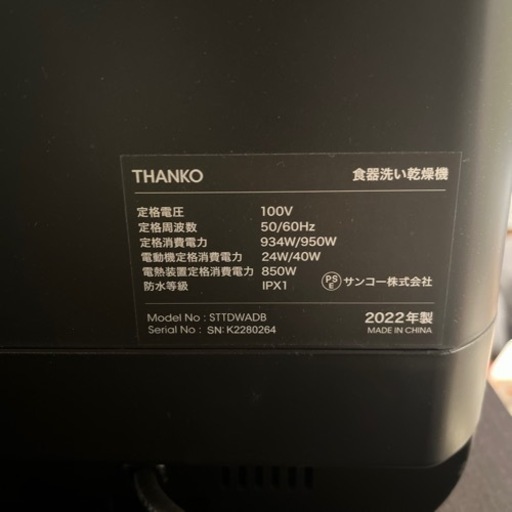 THANKO 食器洗い乾燥機
定格電圧 100V
定格周波数 50/60Hz
定格消費電力 934W/950W
電動機定格消費電力 24W/40W
電熱装置定格消費電力 850W
防水等級 IPX1 PSE サンコー株式会社
Model No : STTDWADB 2022年製
Serial No : SN: K2280264 MADE IN CHINA